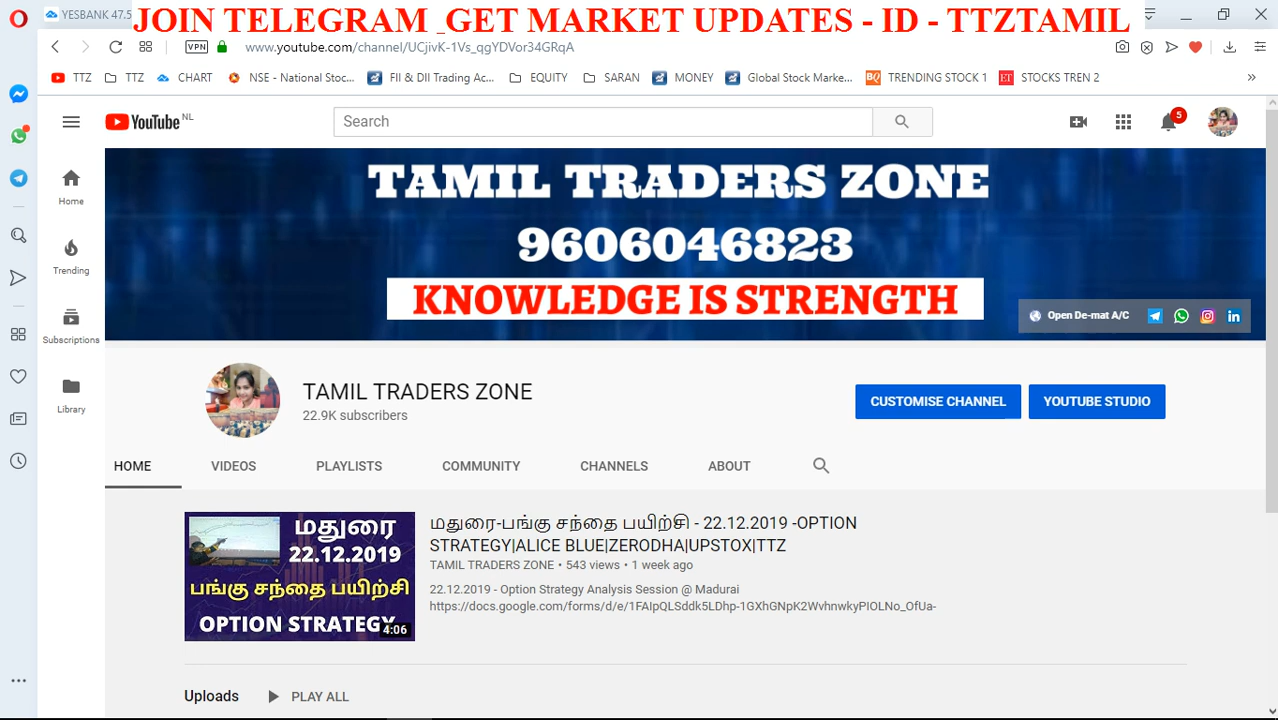 YESBANK 47.5
JOIN TELEGRAM _GET MARKET UPDATES - ID - TTZTAMIL
VPN
www.youtube.com/channel/UCjivK-1Vs_qgYDVor34GRqA
TTZ
TTZ
CHART
NSE - National Stoc...
FII & DII Trading Ac...
EQUITY
SARAN
MONEY
Global Stock Marke...
BQ
TRENDING STOCK 1
ET
STOCKS TREN 2
YouTube NL
Search
5
Home
Trending
Subscriptions
Library
TAMIL TRADERS ZONE
9606046823
KNOWLEDGE IS STRENGTH
Open De-mat A/C
TAMIL TRADERS ZONE
22.9K subscribers
CUSTOMISE CHANNEL
YOUTUBE STUDIO
HOME
VIDEOS
PLAYLISTS
COMMUNITY
CHANNELS
ABOUT
மதுரை
22.12.2019
பங்கு சந்தை பயிற்சி
OPTION STRATEGY
4:06
மதுரை-பங்கு சந்தை பயிற்சி - 22.12.2019 -OPTION
STRATEGY|ALICE BLUE|ZERODHA|UPSTOX|TTZ
TAMIL TRADERS ZONE • 543 views • 1 week ago
22.12.2019 - Option Strategy Analysis Session @ Madurai
https://docs.google.com/forms/d/e/1FAIpQLSddk5LDhp-1GXhGNpK2WvhnwkyPIOLNo_OfUa-
Uploads
PLAY ALL